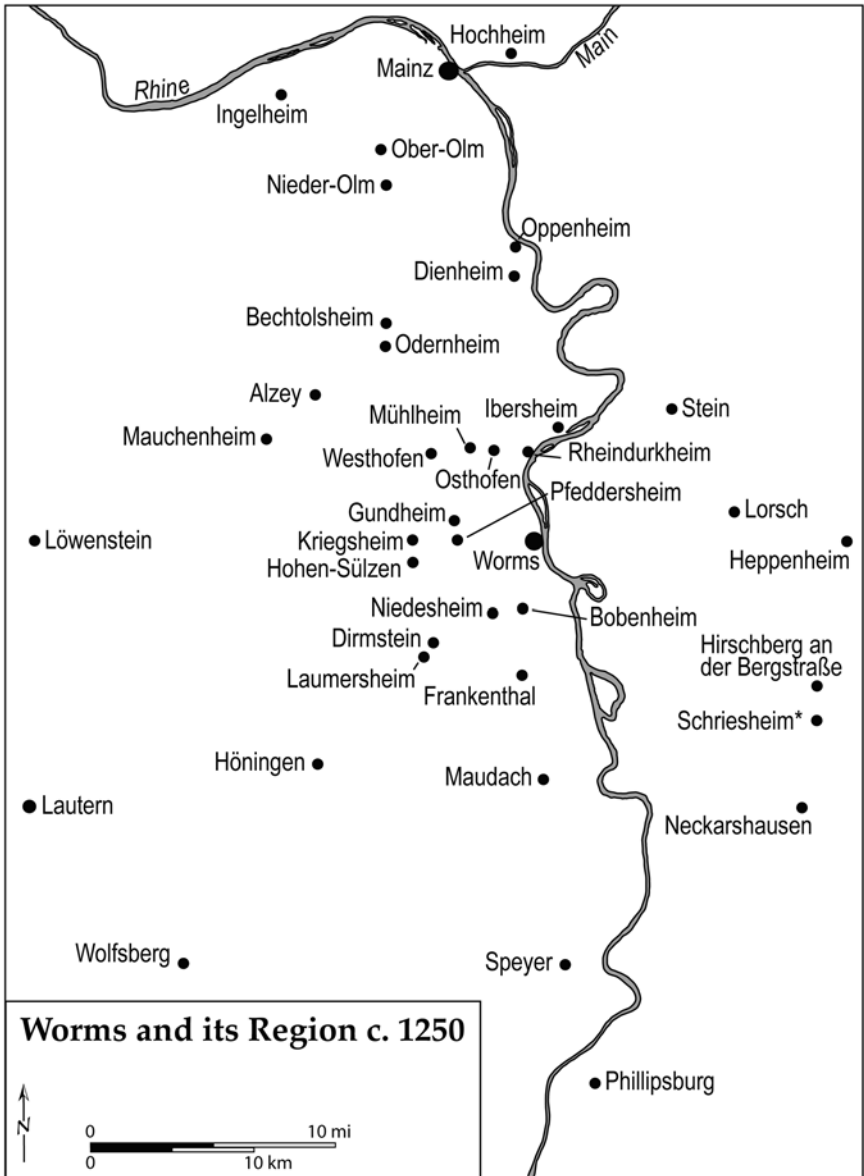 Hochheim
Main
Mainz
Rhine
Ingelheim
Ober-Olm
Nieder-Olm
Oppenheim
Dienheim
Bechtolsheim
Odernheim
Alzey
Mühlheim
Ibersheim
Stein
Mauchenheim
Westhofen
Osthofen
Rheindurkheim
Pfeddersheim
Gundheim
Lorsch
Löwenstein
Kriegsheim
Worms
Heppenheim
Hohen-Sülzen
Niedesheim
Bobenheim
Dirmstein
Hirschberg an
der Bergstraße
Laumersheim
Frankenthal
Schriesheim*
Höningen
Maudach
Lautern
Neckarshausen
Wolfsberg
Speyer
Worms and its Region c. 1250
Phillipsburg
N
0 10 mi
0 10 km